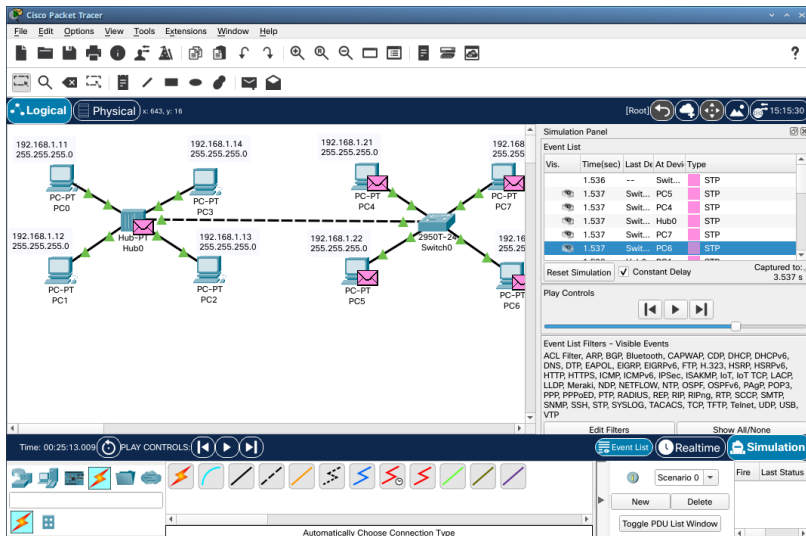 Cisco Packet Tracer
File Edit Options View Tools Extensions Window Help
?
Logical Physical x: 643, y: 16 [Root] 15:15:30
192.168.1.11
255.255.255.0
PC-PT
PC0
192.168.1.14
255.255.255.0
PC-PT
PC3
192.168.1.21
255.255.255.0
PC-PT
PC4
192.168
255.255
PC-PT
PC7
Hub-PT
Hub0
2950T-24
Switch0
192.168.1.12
255.255.255.0
PC-PT
PC1
192.168.1.13
255.255.255.0
PC-PT
PC2
192.168.1.22
255.255.255.0
PC-PT
PC5
192.16
255.25
PC-PT
PC6
Simulation Panel
Event List
Vis. Time(sec) Last De At Devi Type
1.536 -- Swit... STP
1.537 Swit... PC5 STP
1.537 Swit... PC4 STP
1.537 Swit... Hub0 STP
1.537 Swit... PC7 STP
1.537 Swit... PC6 STP
Reset Simulation Constant Delay Captured to:
3.537 s
Play Controls
Event List Filters - Visible Events
ACL Filter, ARP, BGP, Bluetooth, CAPWAP, CDP, DHCP, DHCPv6,
DNS, DTP, EAPOL, EIGRP, EIGRPv6, FTP, H.323, HSRP, HSRPv6,
HTTP, HTTPS, ICMP, ICMPv6, IPSec, ISAKMP, IoT, IoT TCP, LACP,
LLDP, Meraki, NDP, NETFLOW, NTP, OSPF, OSPFv6, PAgP, POP3,
PPP, PPPoED, PTP, RADIUS, REP, RIP, RIPng, RTP, SCCP, SMTP,
SNMP, SSH, STP, SYSLOG, TACACS, TCP, TFTP, Telnet, UDP, USB,
VTP
Edit Filters Show All/None
Time: 00:25:13.009 PLAY CONTROLS: Event List Realtime Simulation
Scenario 0
New Delete
Toggle PDU List Window
Fire Last Status
Automatically Choose Connection Type